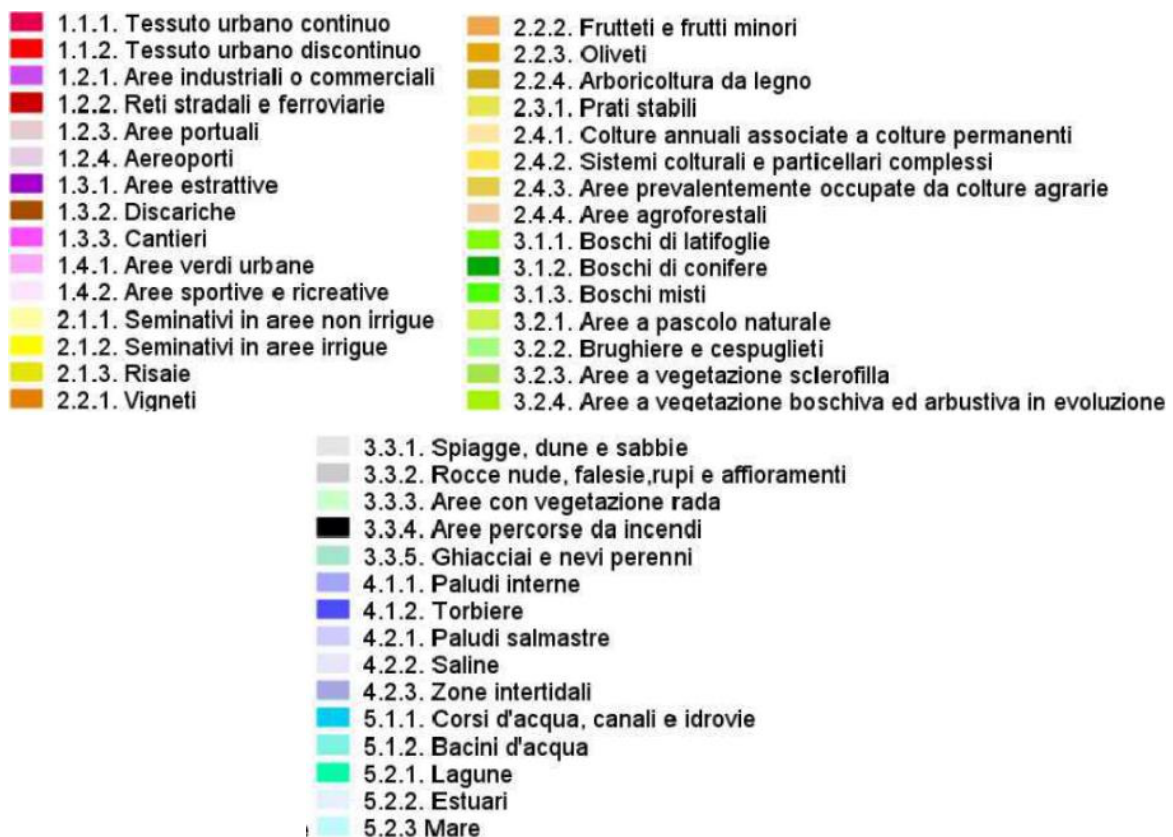 1.1.1. Tessuto urbano continuo
1.1.2. Tessuto urbano discontinuo
1.2.1. Aree industriali o commerciali
1.2.2. Reti stradali e ferroviarie
1.2.3. Aree portuali
1.2.4. Aereoporti
1.3.1. Aree estrattive
1.3.2. Discariche
1.3.3. Cantieri
1.4.1. Aree verdi urbane
1.4.2. Aree sportive e ricreative
2.1.1. Seminativi in aree non irrigue
2.1.2. Seminativi in aree irrigue
2.1.3. Risaie
2.2.1. Vigneti
2.2.2. Frutteti e frutti minori
2.2.3. Oliveti
2.2.4. Arboricoltura da legno
2.3.1. Prati stabili
2.4.1. Colture annuali associate a colture permanenti
2.4.2. Sistemi colturali e particellari complessi
2.4.3. Aree prevalentemente occupate da colture agrarie
2.4.4. Aree agroforestali
3.1.1. Boschi di latifoglie
3.1.2. Boschi di conifere
3.1.3. Boschi misti
3.2.1. Aree a pascolo naturale
3.2.2. Brughiere e cespuglieti
3.2.3. Aree a vegetazione sclerofilla
3.2.4. Aree a vegetazione boschiva ed arbustiva in evoluzione
3.3.1. Spiagge, dune e sabbie
3.3.2. Rocce nude, falesie,rupi e affioramenti
3.3.3. Aree con vegetazione rada
3.3.4. Aree percorse da incendi
3.3.5. Ghiacciai e nevi perenni
4.1.1. Paludi interne
4.1.2. Torbiere
4.2.1. Paludi salmastre
4.2.2. Saline
4.2.3. Zone intertidali
5.1.1. Corsi d'acqua, canali e idrovie
5.1.2. Bacini d'acqua
5.2.1. Lagune
5.2.2. Estuari
5.2.3 Mare